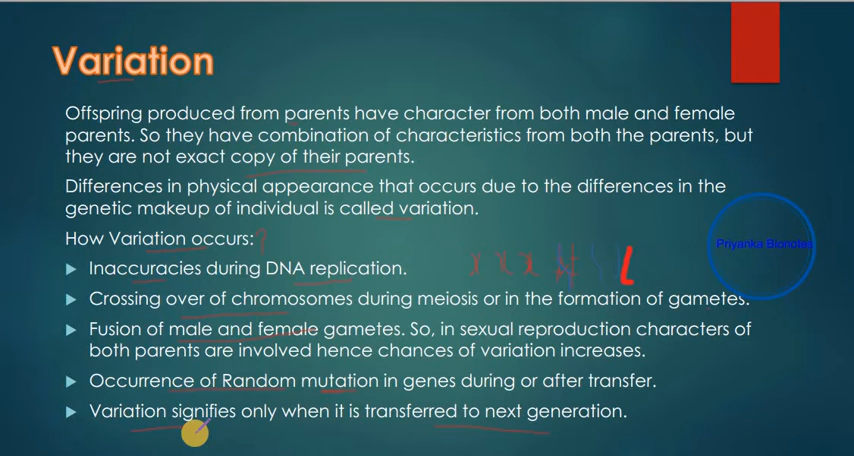 Variation
Offspring produced from parents have character from both male and female
parents. So they have combination of characteristics from both the parents, but
they are not exact copy of their parents.
Differences in physical appearance that occurs due to the differences in the
genetic makeup of individual is called variation.
How Variation occurs:?
Inaccuracies during DNA replication.
x x x
Crossing over of chromosomes during meiosis or in the formation of gametes.
Fusion of male and female gametes. So, in sexual reproduction characters of
both parents are involved hence chances of variation increases.
Occurrence of Random mutation in genes during or after transfer.
Variation signifies only when it is transferred to next generation.
Priyanka Bionotes